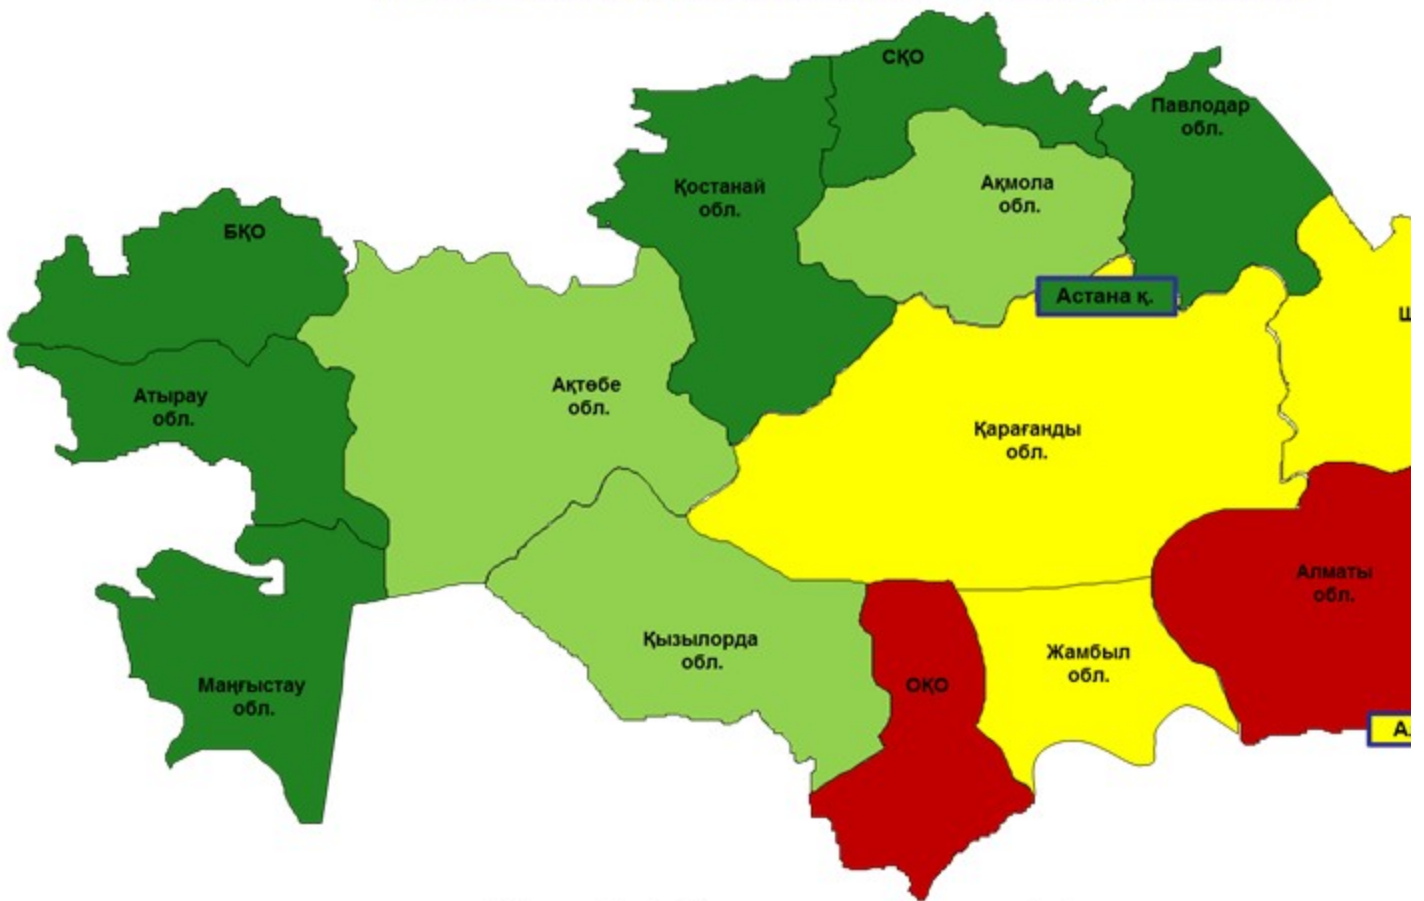 СҚО
Павлодар
обл.
Ақмола
обл.
Қостанай
обл.
БҚО
Астана қ.
Ш
Ақтөбе
обл.
Атырау
обл.
Қарағанды
обл.
Алматы
обл.
Қызылорда
обл.
Жамбыл
обл.
Маңғыстау
обл.
ОҚО